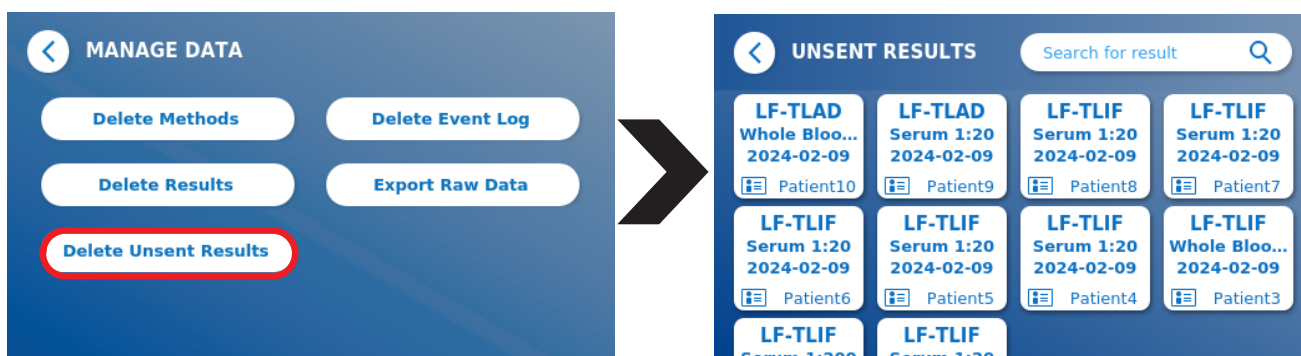 MANAGE DATA
Delete Methods
Delete Event Log
Delete Results
Export Raw Data
Delete Unsent Results
UNSENT RESULTS
Search for result
LF-TLAD
Whole Bloo...
2024-02-09
Patient10
LF-TLAD
Serum 1:20
2024-02-09
Patient9
LF-TLIF
Serum 1:20
2024-02-09
Patient8
LF-TLIF
Serum 1:20
2024-02-09
Patient7
LF-TLIF
Serum 1:20
2024-02-09
Patient6
LF-TLIF
Serum 1:20
2024-02-09
Patient5
LF-TLIF
Serum 1:20
2024-02-09
Patient4
LF-TLIF
Whole Bloo...
2024-02-09
Patient3
LF-TLIF
Serum
LF-TLIF
Serum